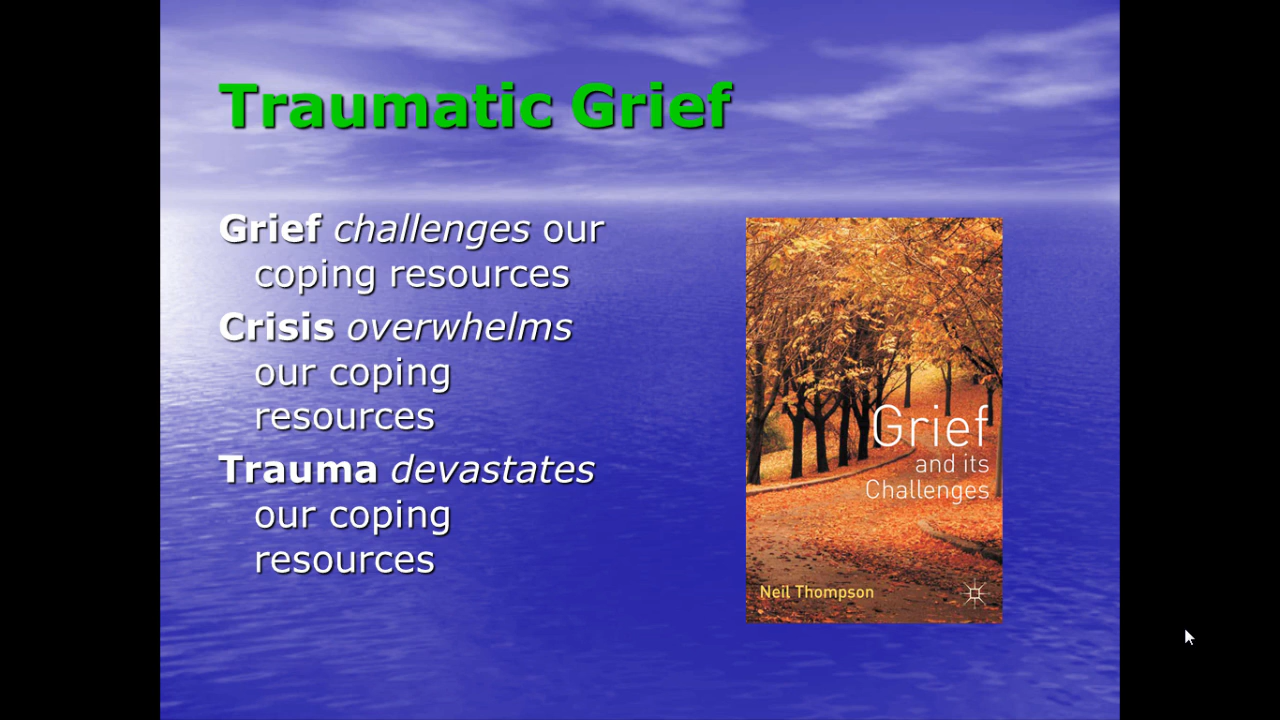 Traumatic Grief
Grief challenges our
coping resources
Crisis overwhelms
our coping
resources
Trauma devastates
our coping
resources
Grief
and its
Challenges
Neil Thompson